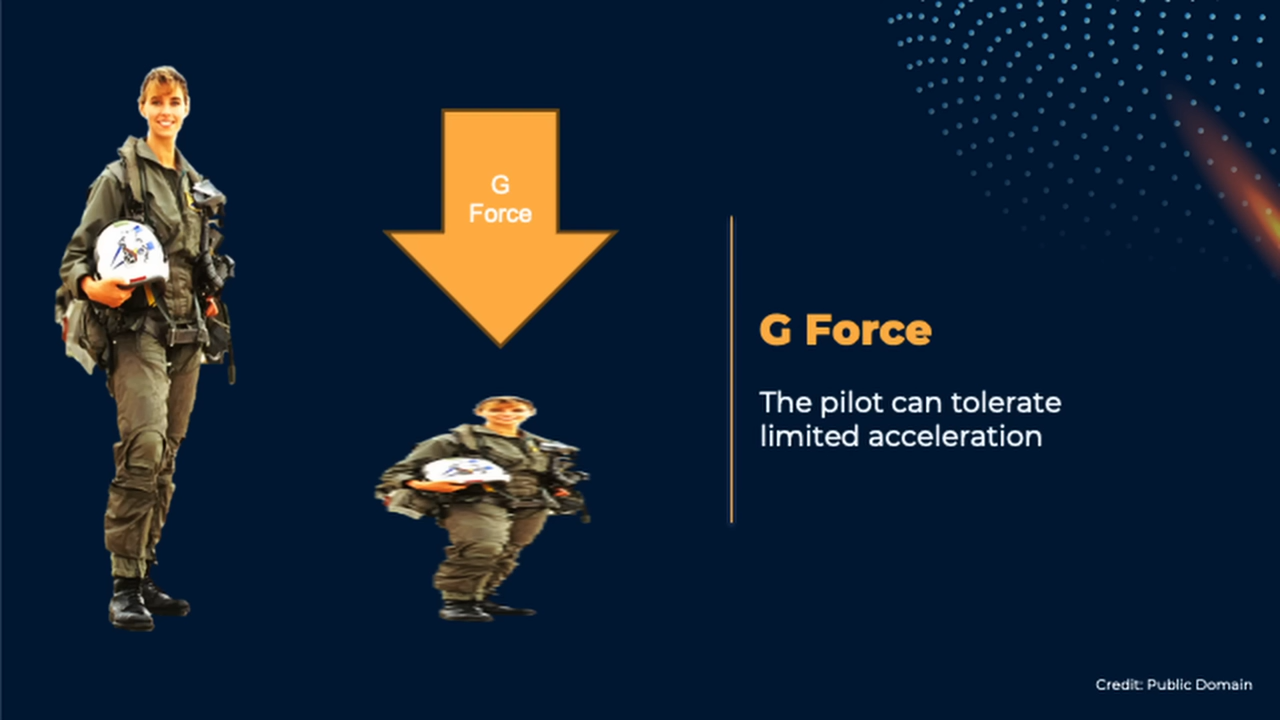 G
Force
G Force
The pilot can tolerate
limited acceleration
Credit: Public Domain